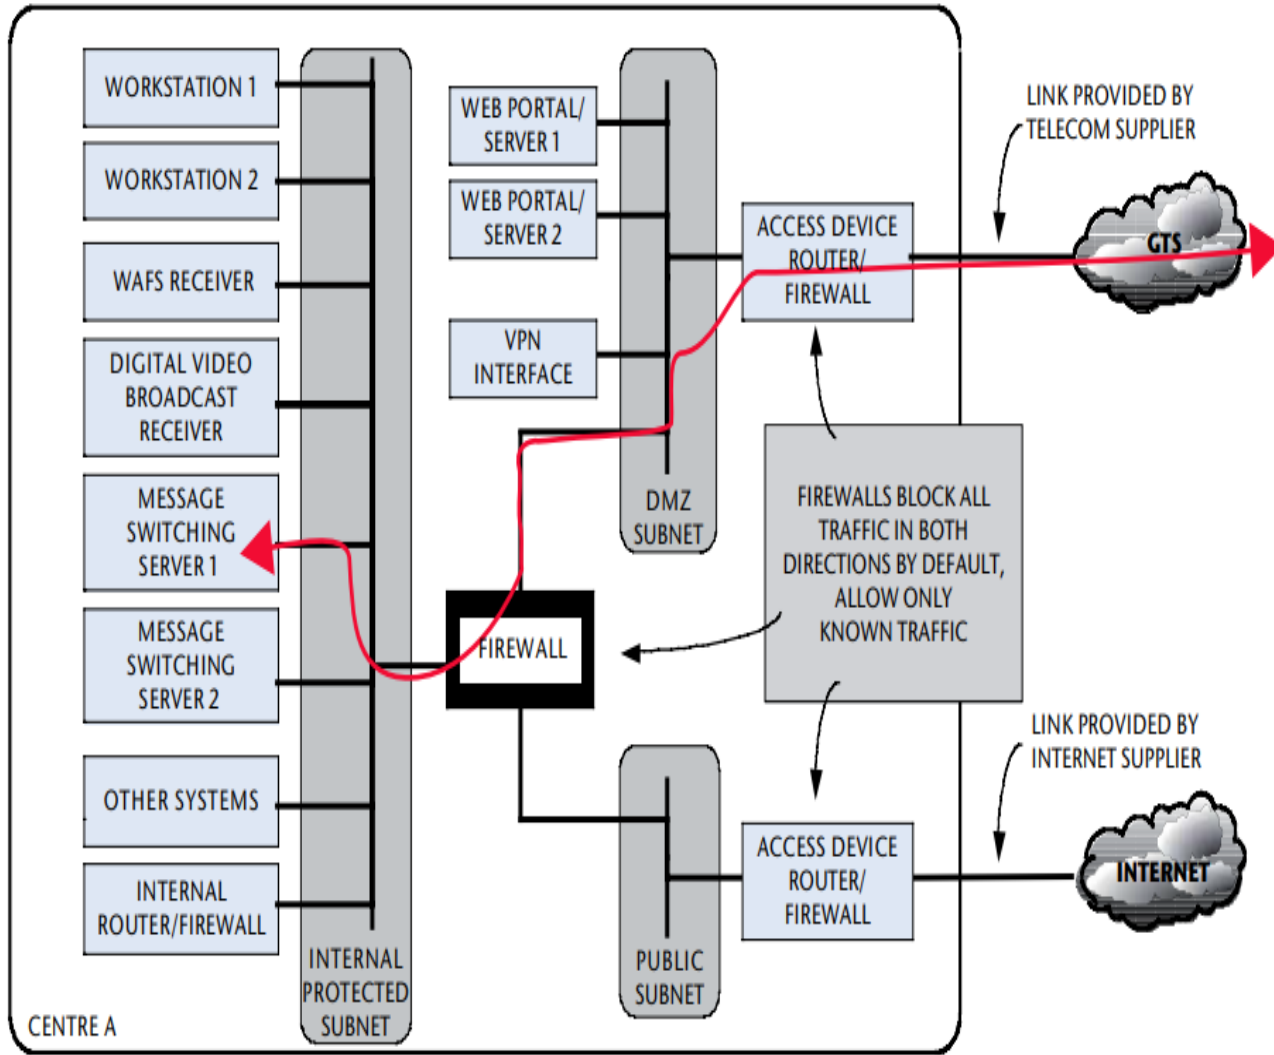 WORKSTATION 1
WORKSTATION 2
WAFS RECEIVER
DIGITAL VIDEO
BROADCAST
RECEIVER
MESSAGE
SWITCHING
SERVER 1
MESSAGE
SWITCHING
SERVER 2
OTHER SYSTEMS
INTERNAL
ROUTER/FIREWALL
INTERNAL
PROTECTED
SUBNET
CENTRE A
WEB PORTAL/
SERVER 1
WEB PORTAL/
SERVER 2
VPN
INTERFACE
DMZ
SUBNET
FIREWALL
PUBLIC
SUBNET
ACCESS DEVICE
ROUTER/
FIREWALL
FIREWALLS BLOCK ALL
TRAFFIC IN BOTH
DIRECTIONS BY DEFAULT,
ALLOW ONLY
KNOWN TRAFFIC
ACCESS DEVICE
ROUTER/
FIREWALL
LINK PROVIDED BY
TELECOM SUPPLIER
GTS
LINK PROVIDED BY
INTERNET SUPPLIER
INTERNET